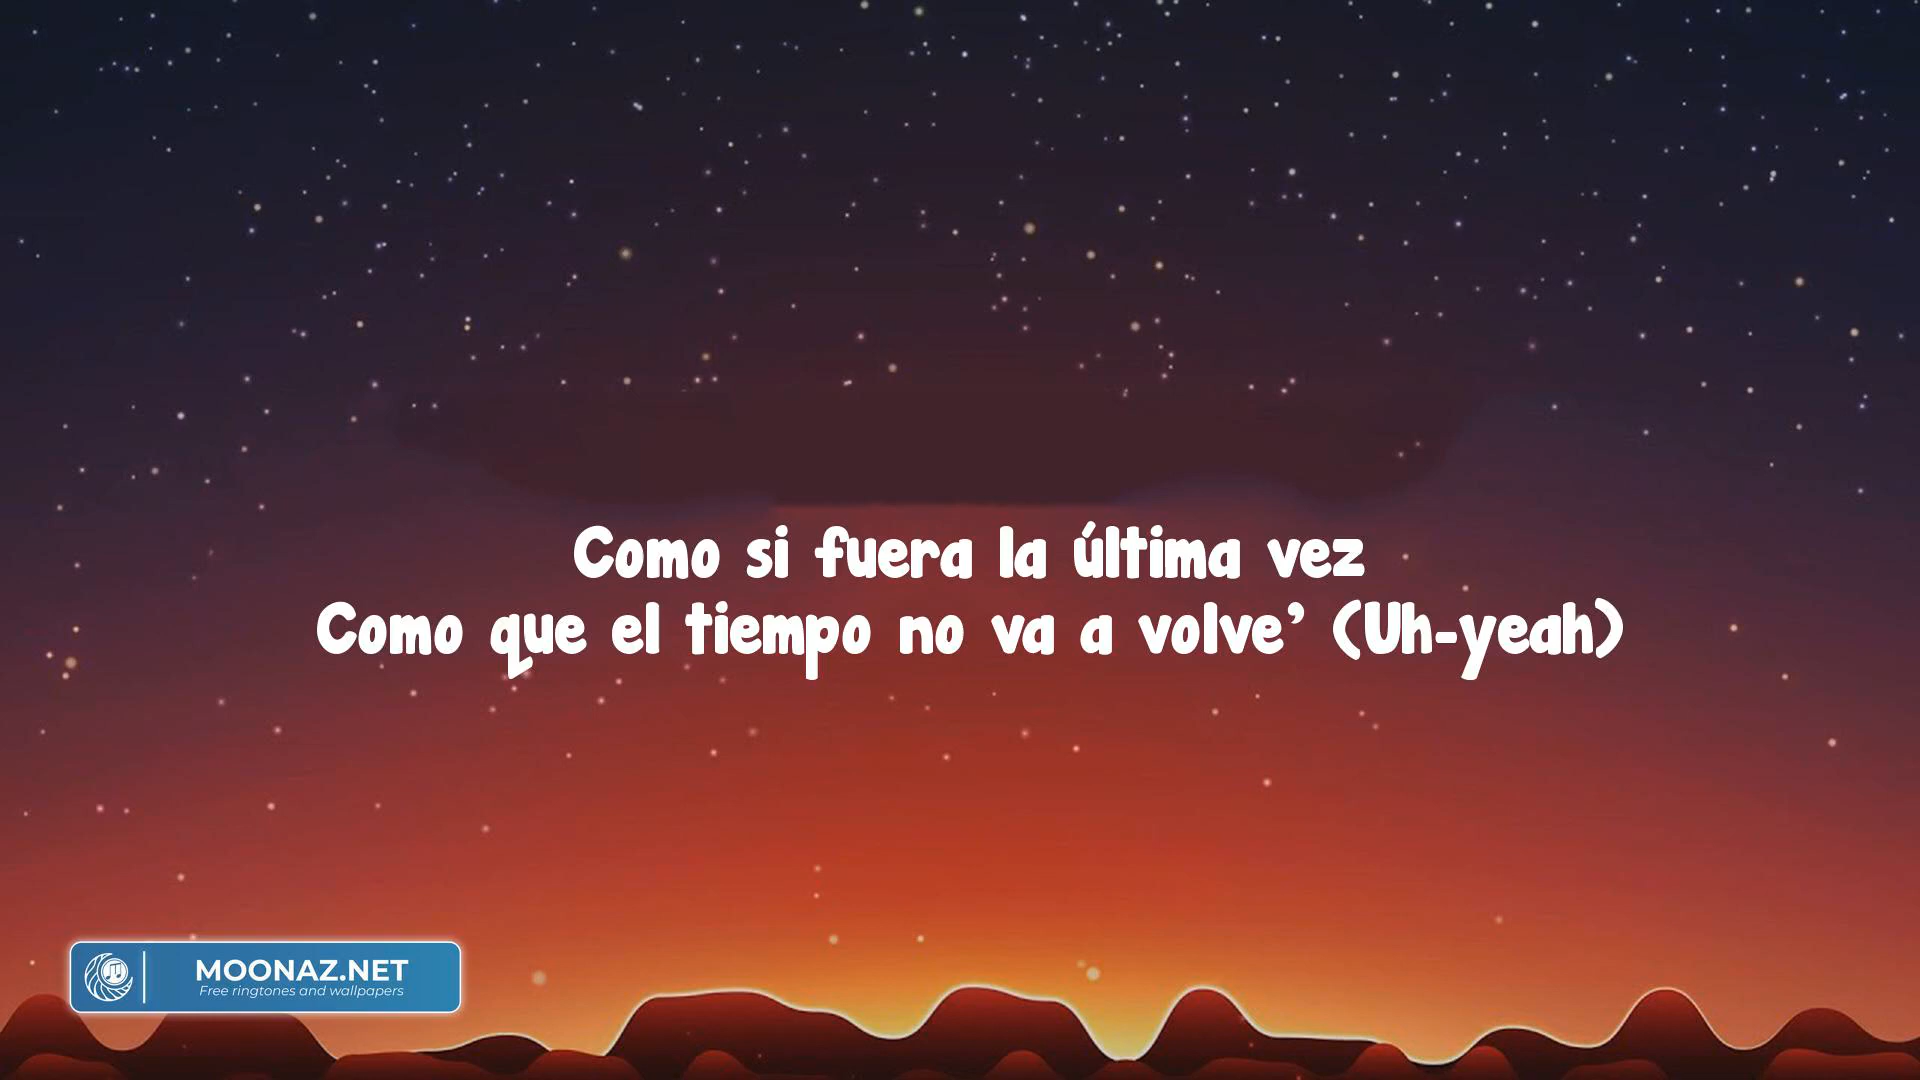 Como si fuera la última vez
Como que el tiempo no va a volve’ (Uh-yeah)
MOONAZ.NET
Free ringtones and wallpapers